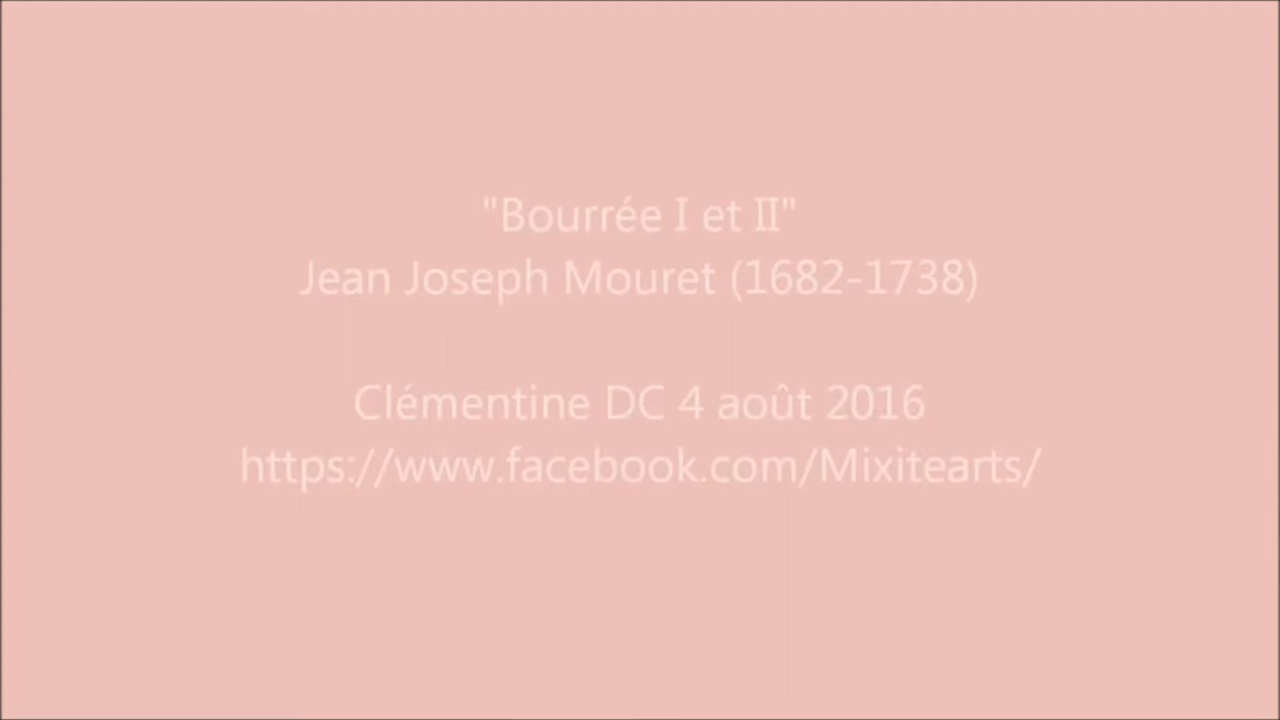 "Bourrée I et II"
Jean Joseph Mouret (1682-1738)
Clémentine DC 4 août 2016
https://www.facebook.com/Mixitearts/